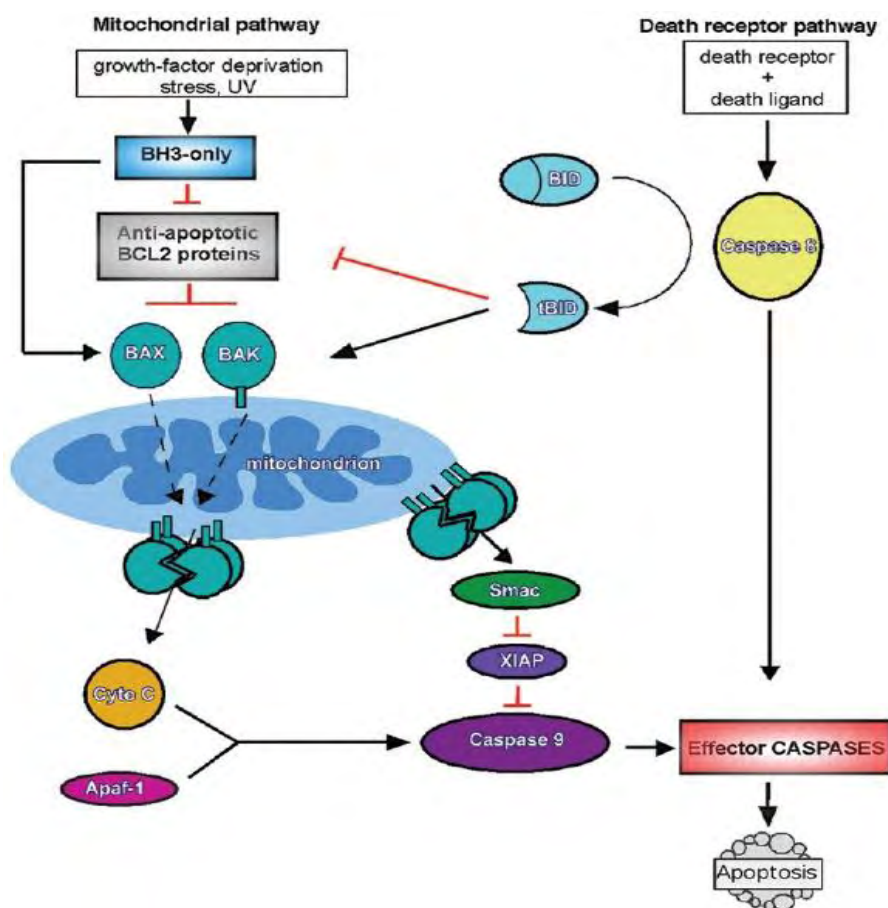 Mitochondrial pathway
growth-factor deprivation
stress, UV
BH3-only
Anti-apoptotic
BCL2 proteins
BAX
BAK
mitochondrion
Death receptor pathway
death receptor
+
death ligand
BID
tBID
Caspase 8
Smac
XIAP
Cyto C
Apaf-1
Caspase 9
Effector CASPASES
Apoptosis